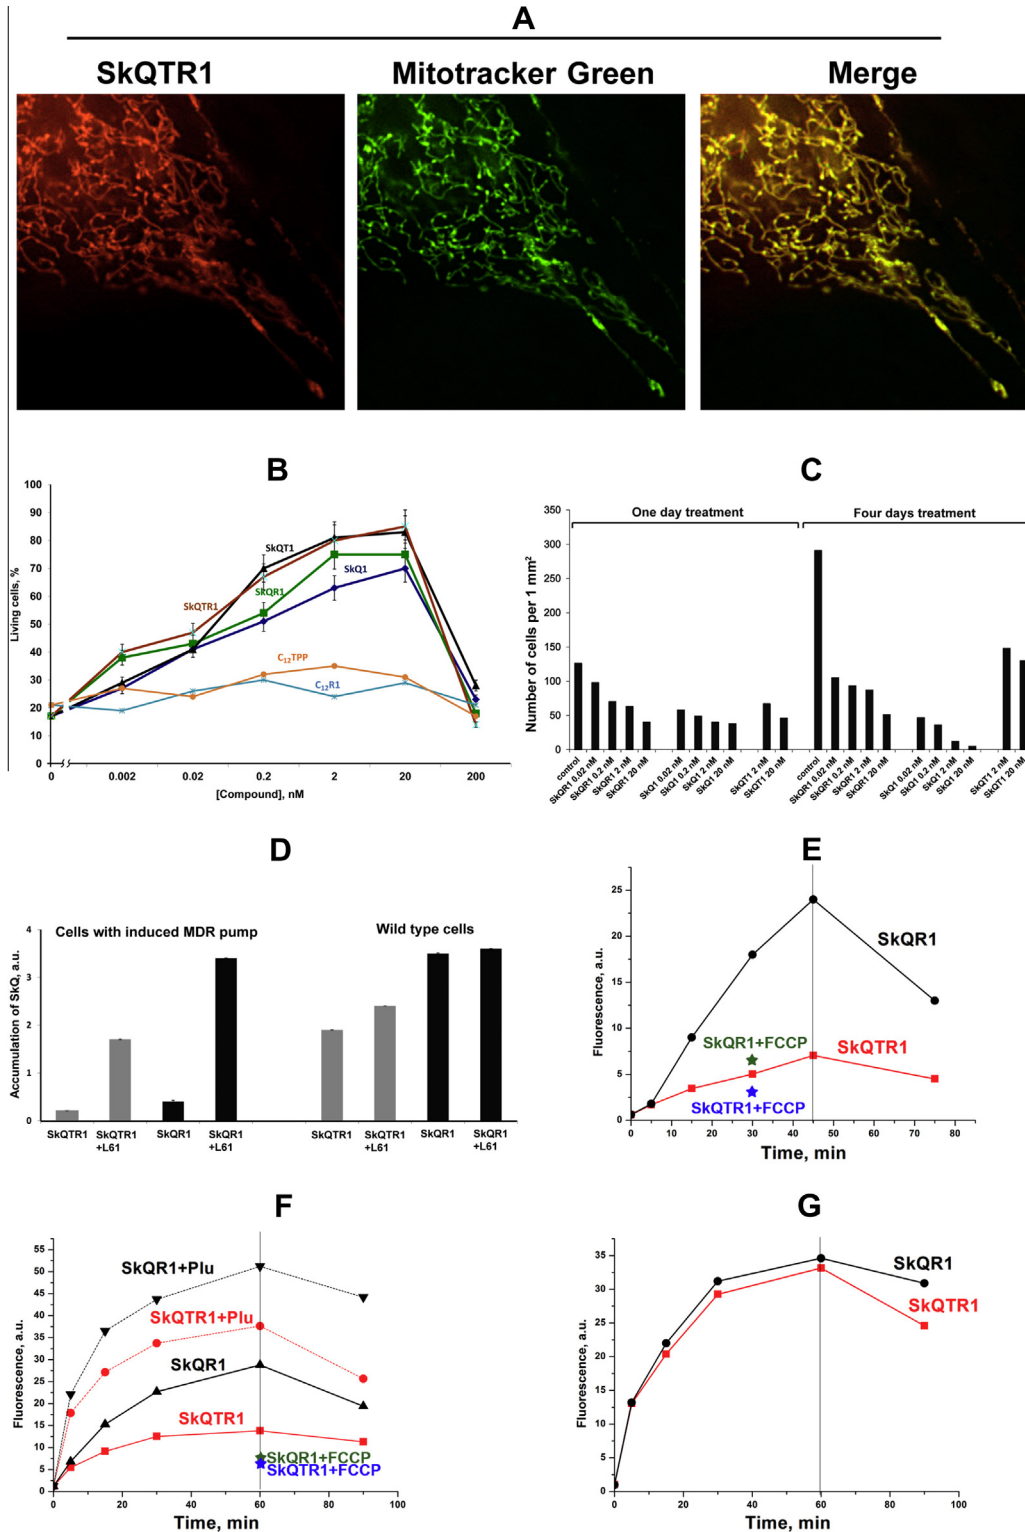 A
SkQTR1
Mitotracker Green
Merge
B
100
90
80
70
60
50
40
30
20
10
0
Living cells, %
SkQT1
SkQTR1
SkQR1
SkQ1
C₁₂TPP
C₁₂R1
0
0.002
0.02
0.2
2
20
200
[Compound], nM
C
One day treatment
Four days treatment
350
300
250
200
150
100
50
0
Number of cells per 1 mm²
control
SkQR1 0.02 nM
SkQR1 0.2 nM
SkQR1 2 nM
SkQR1 20 nM
SkQ1 0.02 nM
SkQ1 0.2 nM
SkQ1 2 nM
SkQ1 20 nM
SkQT1 2 nM
SkQT1 20 nM
control
SkQR1 0.02 nM
SkQR1 0.2 nM
SkQR1 2 nM
SkQR1 20 nM
SkQ1 0.02 nM
SkQ1 0.2 nM
SkQ1 2 nM
SkQ1 20 nM
SkQT1 2 nM
SkQT1 20 nM
D
Cells with induced MDR pump
Wild type cells
4
3
2
1
0
Accumulation of SkQ, a.u.
SkQTR1
SkQTR1
+L61
SkQR1
SkQR1
+L61
SkQTR1
SkQTR1
+L61
SkQR1
SkQR1
+L61
E
25
20
15
10
5
0
Fluorescence, a.u.
SkQR1
SkQR1+FCCP
SkQTR1
SkQTR1+FCCP
0
10
20
30
40
50
60
70
80
Time, min
F
55
50
45
40
35
30
25
20
15
10
5
0
Fluorescence, a.u.
SkQR1+Plu
SkQTR1+Plu
SkQR1
SkQTR1
SkQR1+FCCP
SkQTR1+FCCP
0
20
40
60
80
100
Time, min
G
35
30
25
20
15
10
5
0
Fluorescence, a.u.
SkQR1
SkQTR1
0
20
40
60
80
100
Time, min